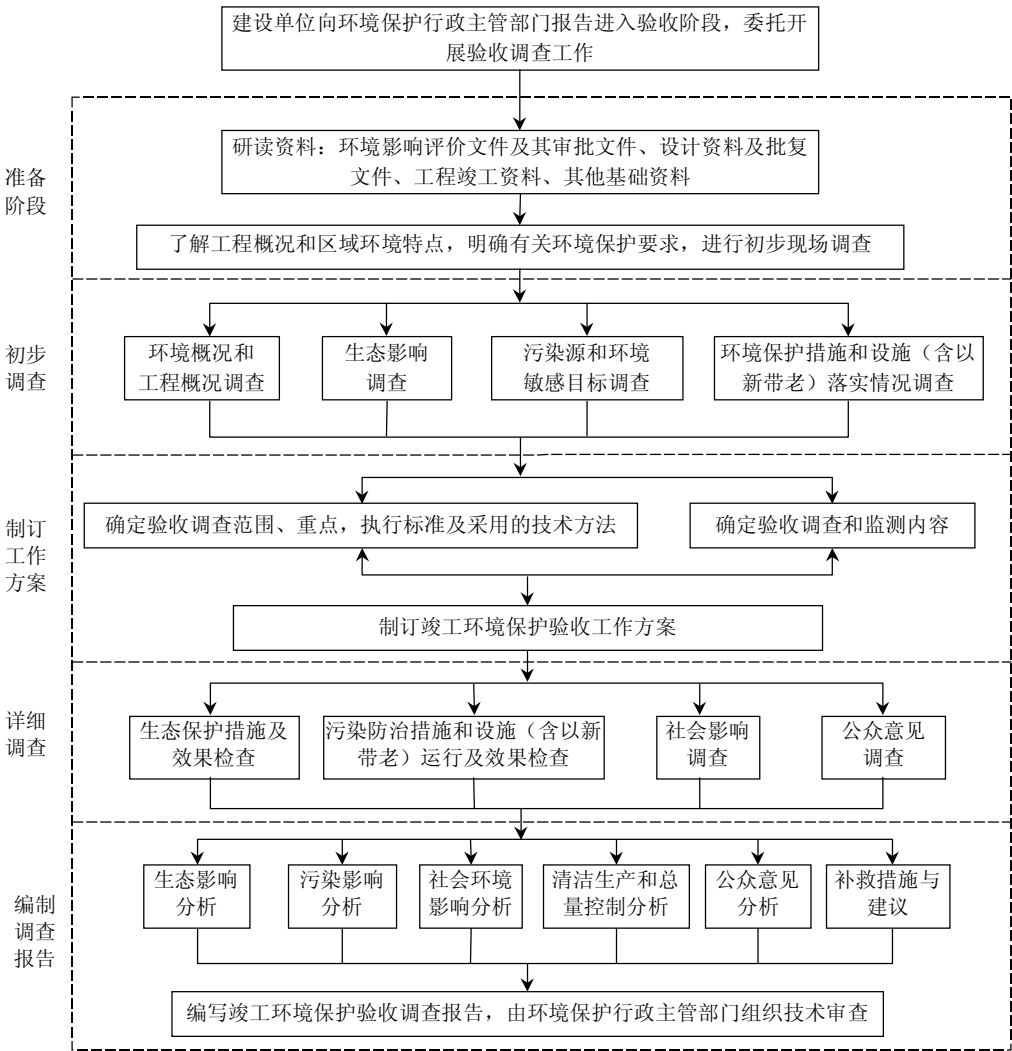 建设单位向环境保护行政主管部门报告进入验收阶段，委托开
展验收调查工作
准备
阶段
研读资料：环境影响评价文件及其审批文件、设计资料及批复
文件、工程竣工资料、其他基础资料
了解工程概况和区域环境特点，明确有关环境保护要求，进行初步现场调查
初步
调查
环境概况和
工程概况调查
生态影响
调查
污染源和环境
敏感目标调查
环境保护措施和设施（含以
新带老）落实情况调查
制订
工作
方案
确定验收调查范围、重点，执行标准及采用的技术方法
确定验收调查和监测内容
制订竣工环境保护验收工作方案
详细
调查
生态保护措施及
效果检查
污染防治措施和设施（含以新
带老）运行及效果检查
社会影响
调查
公众意见
调查
编制
调查
报告
生态影响
分析
污染影响
分析
社会环境
影响分析
清洁生产和总
量控制分析
公众意见
分析
补救措施与
建议
编写竣工环境保护验收调查报告，由环境保护行政主管部门组织技术审查